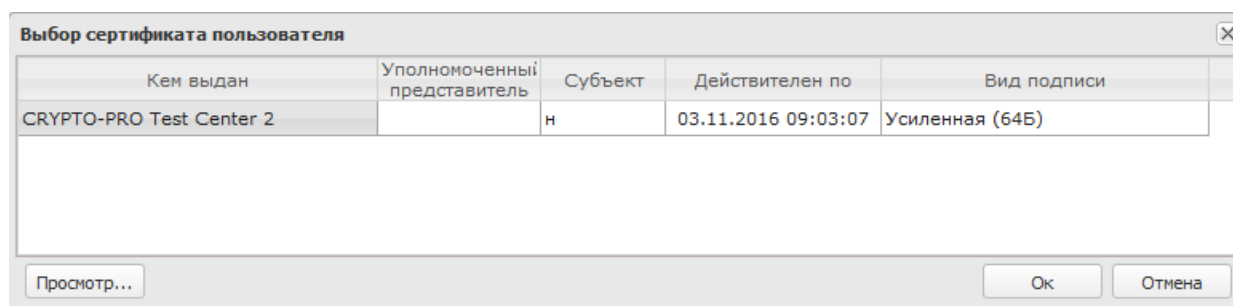 Выбор сертификата пользователя
Кем выдан Уполномоченный представитель Субъект Действителен по Вид подписи
CRYPTO-PRO Test Center 2 н 03.11.2016 09:03:07 Усиленная (64Б)
Просмотр... Ок Отмена